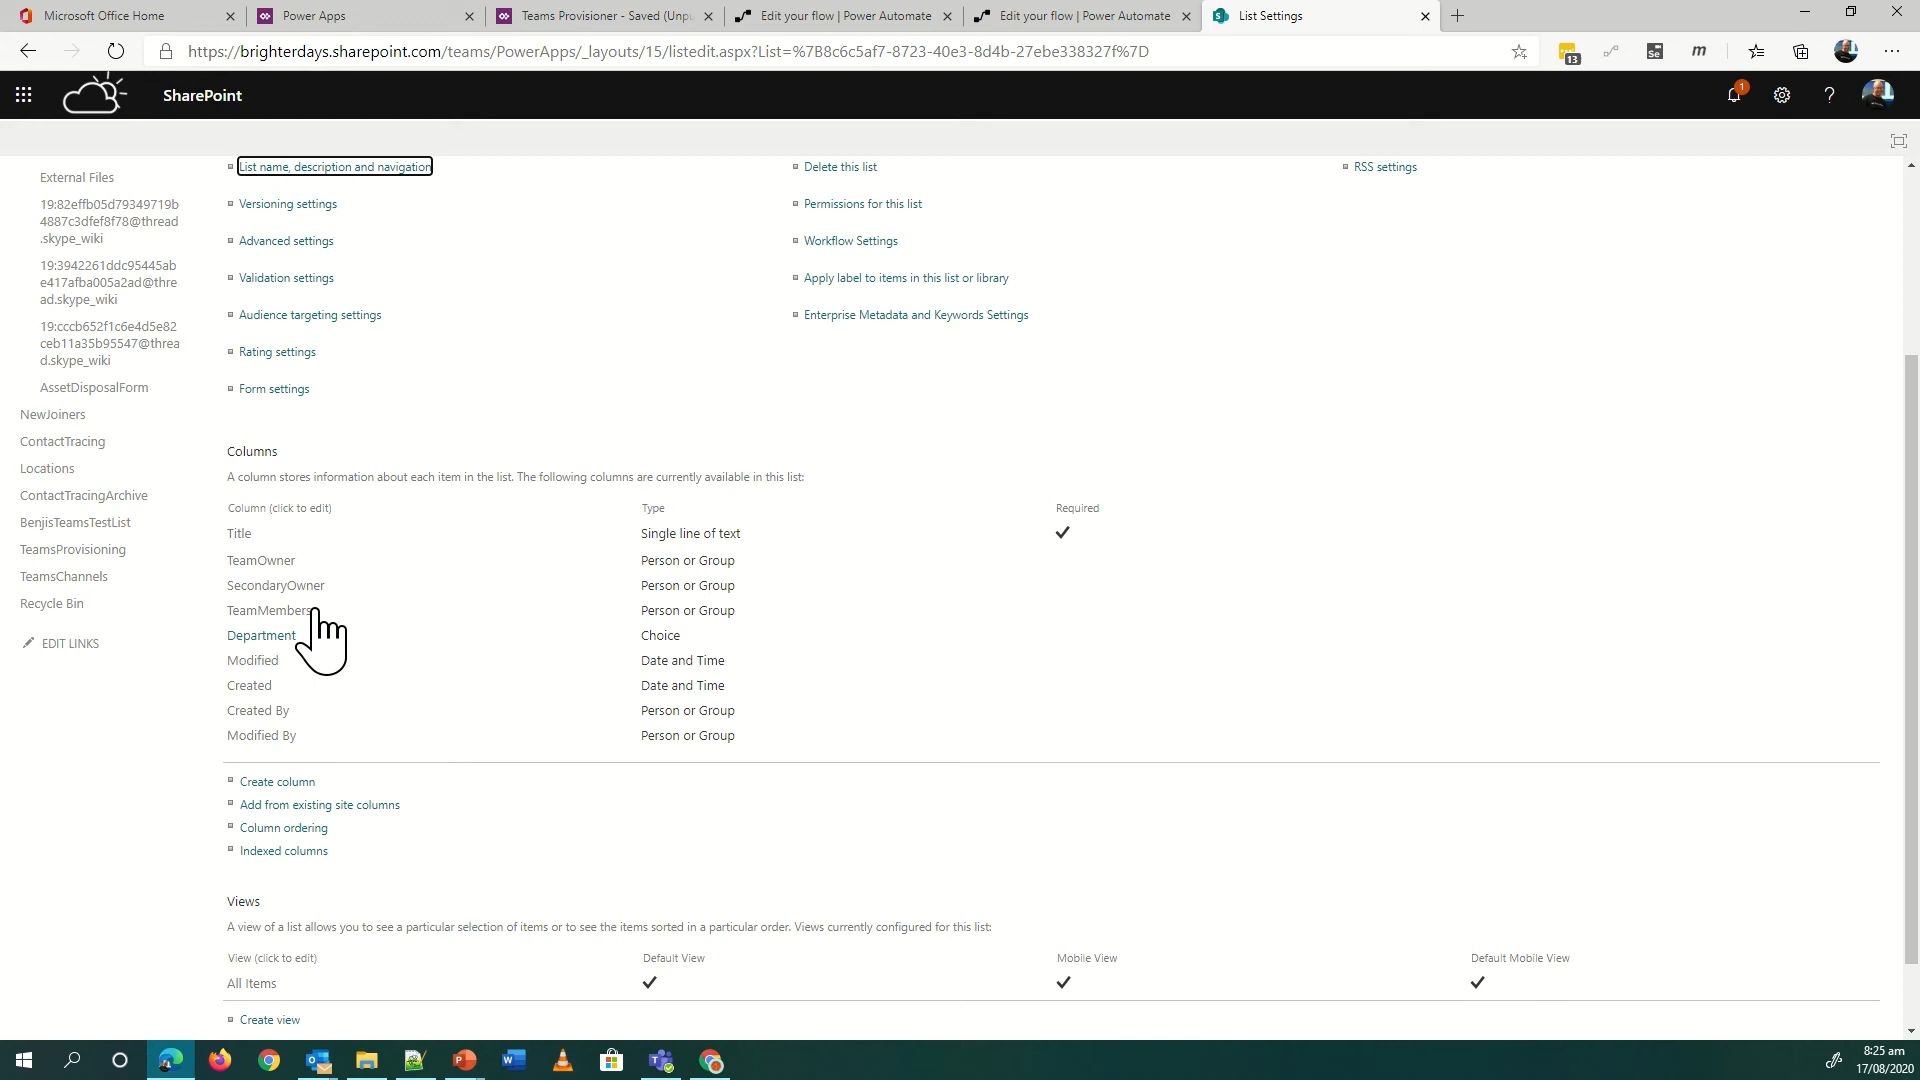 Microsoft Office Home
Power Apps
Teams Provisioner - Saved (Unpu
Edit your flow | Power Automate
Edit your flow | Power Automate
List Settings
https://brighterdays.sharepoint.com/teams/PowerApps/_layouts/15/listedit.aspx?List=%7B8c6c5af7-8723-40e3-8d4b-27ebe338327f%7D
13
Se
m
SharePoint
1
?
List name, description and navigation
Delete this list
RSS settings
External Files
19:82effb05d79349719b
4887c3dfef8f78@thread
.skype_wiki
Versioning settings
Permissions for this list
Advanced settings
Workflow Settings
19:3942261ddc95445ab
e417afba005a2ad@thre
ad.skype_wiki
Validation settings
Apply label to items in this list or library
Audience targeting settings
Enterprise Metadata and Keywords Settings
19:cccb652f1c6e4d5e82
ceb11a35b95547@threa
d.skype_wiki
Rating settings
AssetDisposalForm
Form settings
NewJoiners
ContactTracing
Locations
ContactTracingArchive
BenjisTeamsTestList
TeamsProvisioning
TeamsChannels
Recycle Bin
EDIT LINKS
Columns
A column stores information about each item in the list. The following columns are currently available in this list:
Column (click to edit) Type Required
Title Single line of text
TeamOwner Person or Group
SecondaryOwner Person or Group
TeamMembers Person or Group
Department Choice
Modified Date and Time
Created Date and Time
Created By Person or Group
Modified By Person or Group
Create column
Add from existing site columns
Column ordering
Indexed columns
Views
A view of a list allows you to see a particular selection of items or to see the items sorted in a particular order. Views currently configured for this list:
View (click to edit) Default View Mobile View Default Mobile View
All Items
Create view
8:25 am
17/08/2020